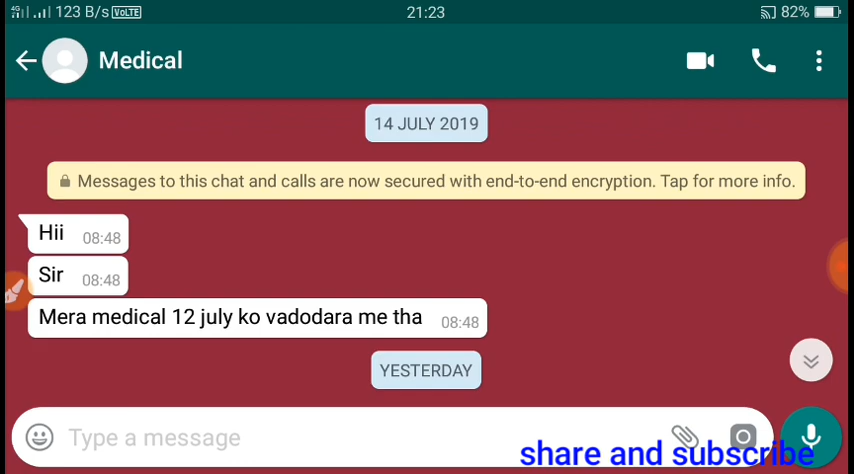 4G 123 B/s VoLTE 21:23 82%
Medical
14 JULY 2019
Messages to this chat and calls are now secured with end-to-end encryption. Tap for more info.
Hii 08:48
Sir 08:48
Mera medical 12 july ko vadodara me tha 08:48
YESTERDAY
Type a message
share and subscribe